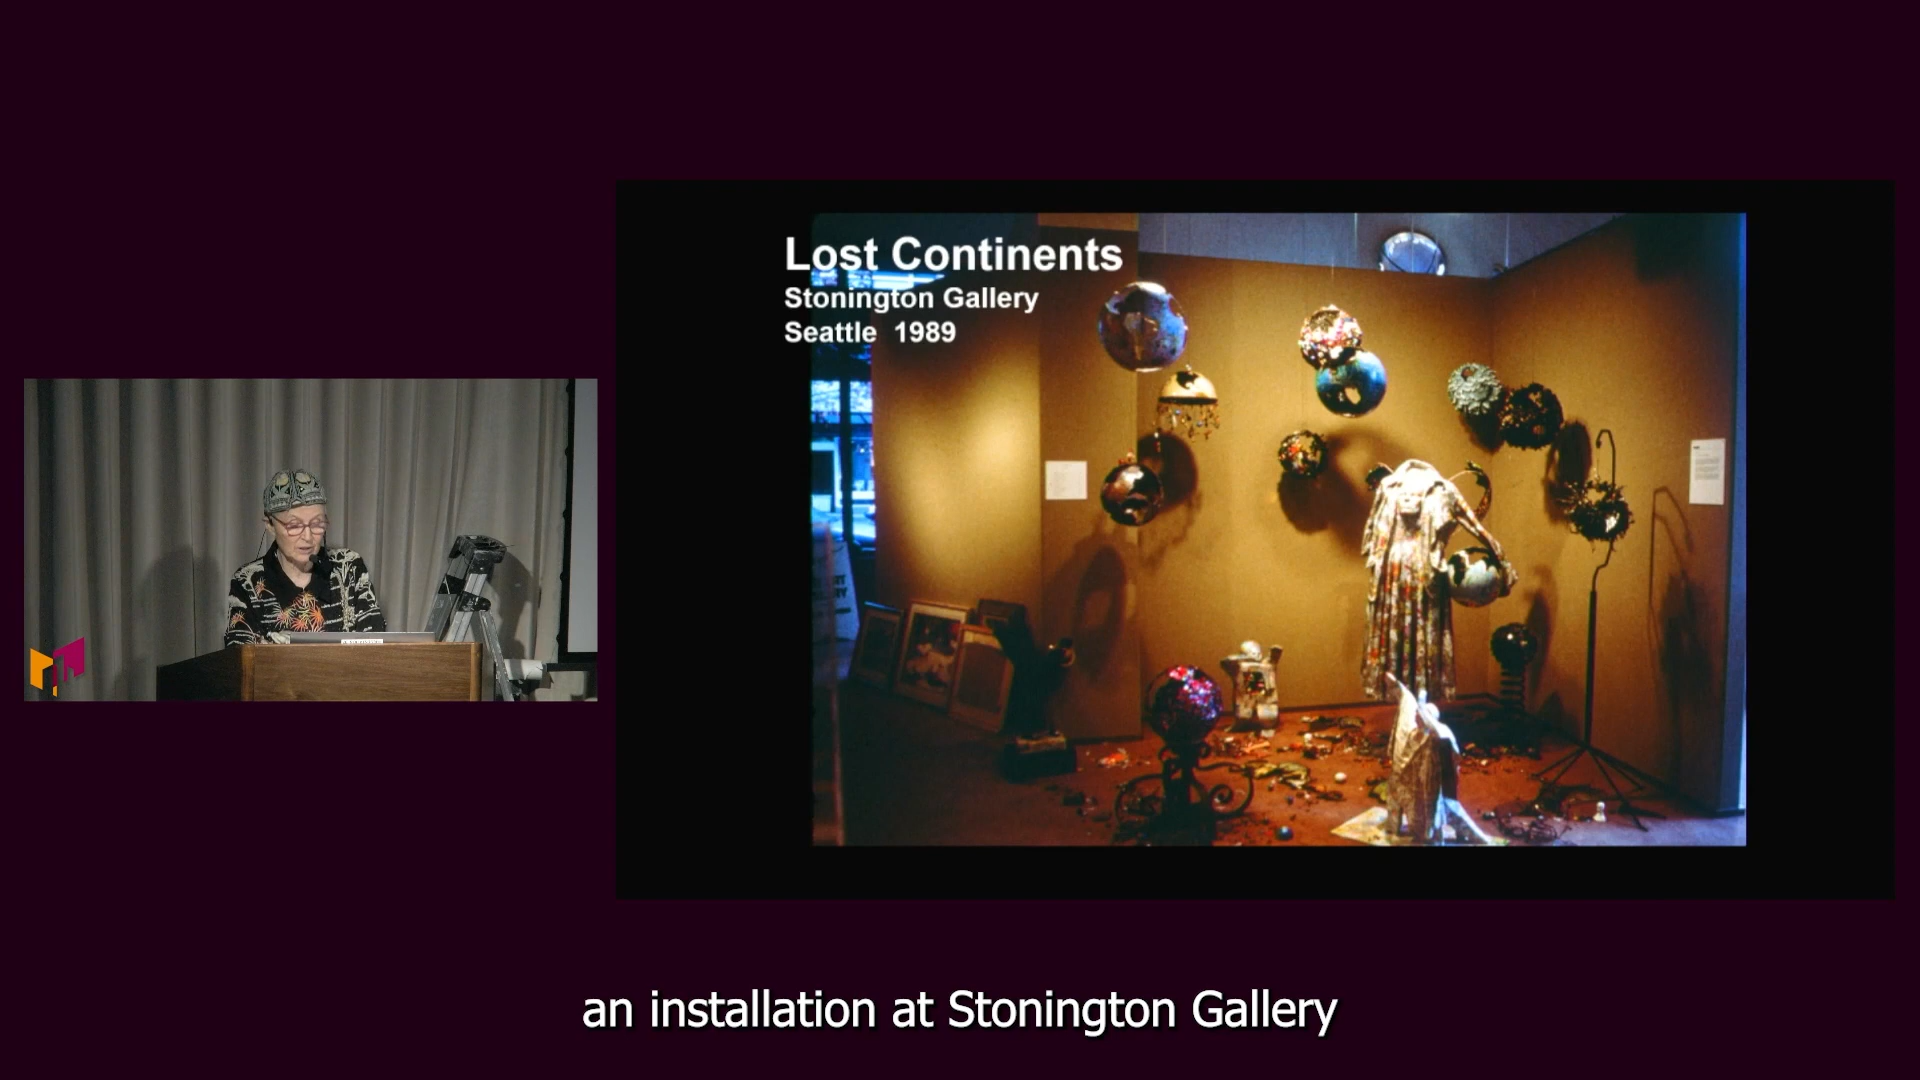 Lost Continents
Stonington Gallery
Seattle 1989
an installation at Stonington Gallery